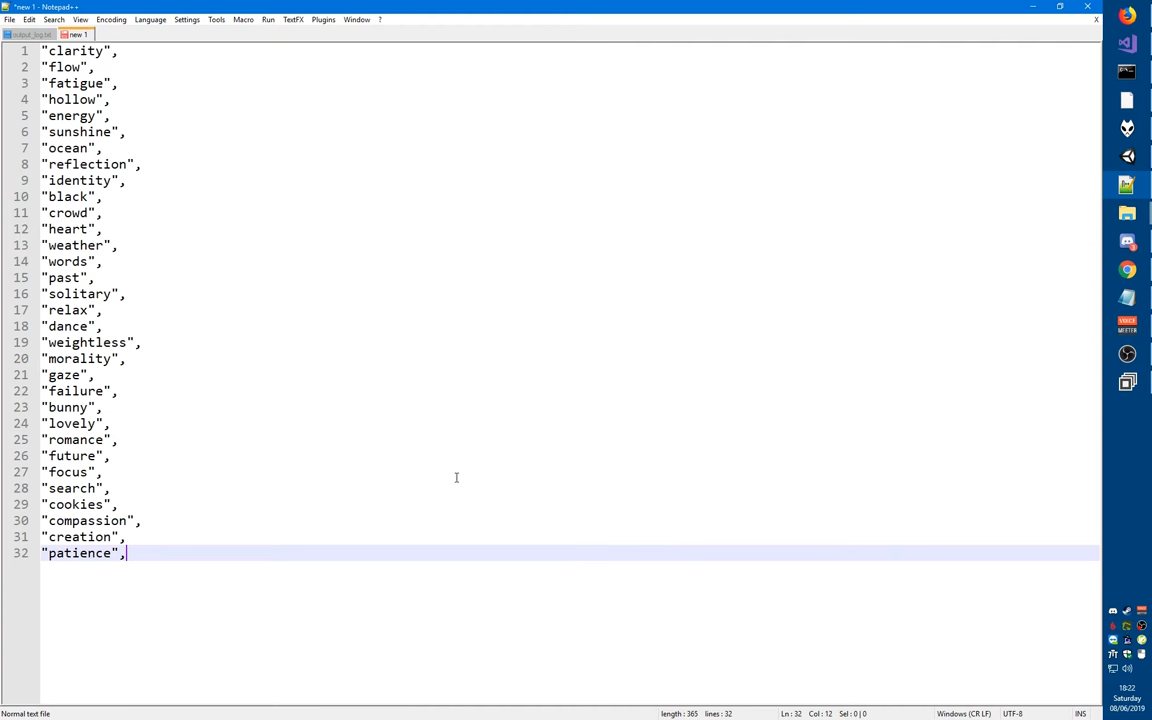 *new 1 - Notepad++
File Edit Search View Encoding Language Settings Tools Macro Run TextFX Plugins Window ? X
output_log.txt new 1
1 "clarity",
2 "flow",
3 "fatigue",
4 "hollow",
5 "energy",
6 "sunshine",
7 "ocean",
8 "reflection",
9 "identity",
10 "black",
11 "crowd",
12 "heart",
13 "weather",
14 "words",
15 "past",
16 "solitary",
17 "relax",
18 "dance",
19 "weightless",
20 "morality",
21 "gaze",
22 "failure",
23 "bunny",
24 "lovely",
25 "romance",
26 "future",
27 "focus",
28 "search",
29 "cookies",
30 "compassion",
31 "creation",
32 "patience",
Normal text file length : 365 lines : 32 Ln : 32 Col : 12 Sel : 0 | 0 Windows (CR LF) UTF-8 INS
VOICE
MEETER
18:22
Saturday
08/06/2019